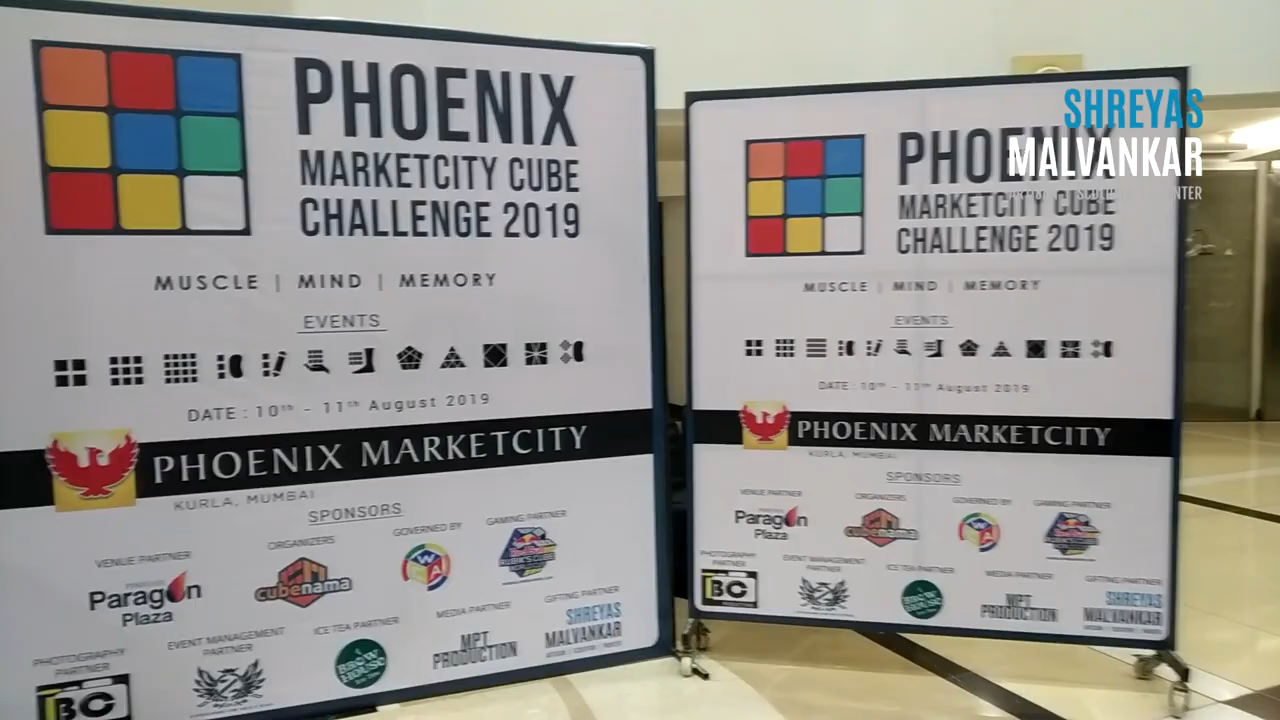 PHOENIX
MARKETCITY CUBE
CHALLENGE 2019
MUSCLE | MIND | MEMORY
EVENTS
DATE : 10th - 11th August 2019
PHOENIX MARKETCITY
KURLA, MUMBAI
SPONSORS
VENUE PARTNER
ORGANIZERS
GOVERNED BY
GAMING PARTNER
Paragon
Plaza
cubenama
W
A
EVENT MANAGEMENT
PARTNER
ICE TEA PARTNER
MEDIA PARTNER
GIFTING PARTNER
PHOTOGRAPHY
PARTNER
BC
BREW
HOUSE
MPT
PRODUCTION
SHREYAS
MALVANKAR
SHREYAS
MALVANKAR
PHOENIX
MARKETCITY CUBE
CHALLENGE 2019
MUSCLE | MIND | MEMORY
EVENTS
DATE : 10th - 11th August 2019
PHOENIX MARKETCITY
KURLA, MUMBAI
SPONSORS
VENUE PARTNER
ORGANIZERS
GOVERNED BY
GAMING PARTNER
Paragon
Plaza
cubenama
PHOTOGRAPHY
PARTNER
EVENT MANAGEMENT
PARTNER
ICE TEA PARTNER
MEDIA PARTNER
GIFTING PARTNER
BC
BREW
HOUSE
MPT
PRODUCTION
SHREYAS
MALVANKAR